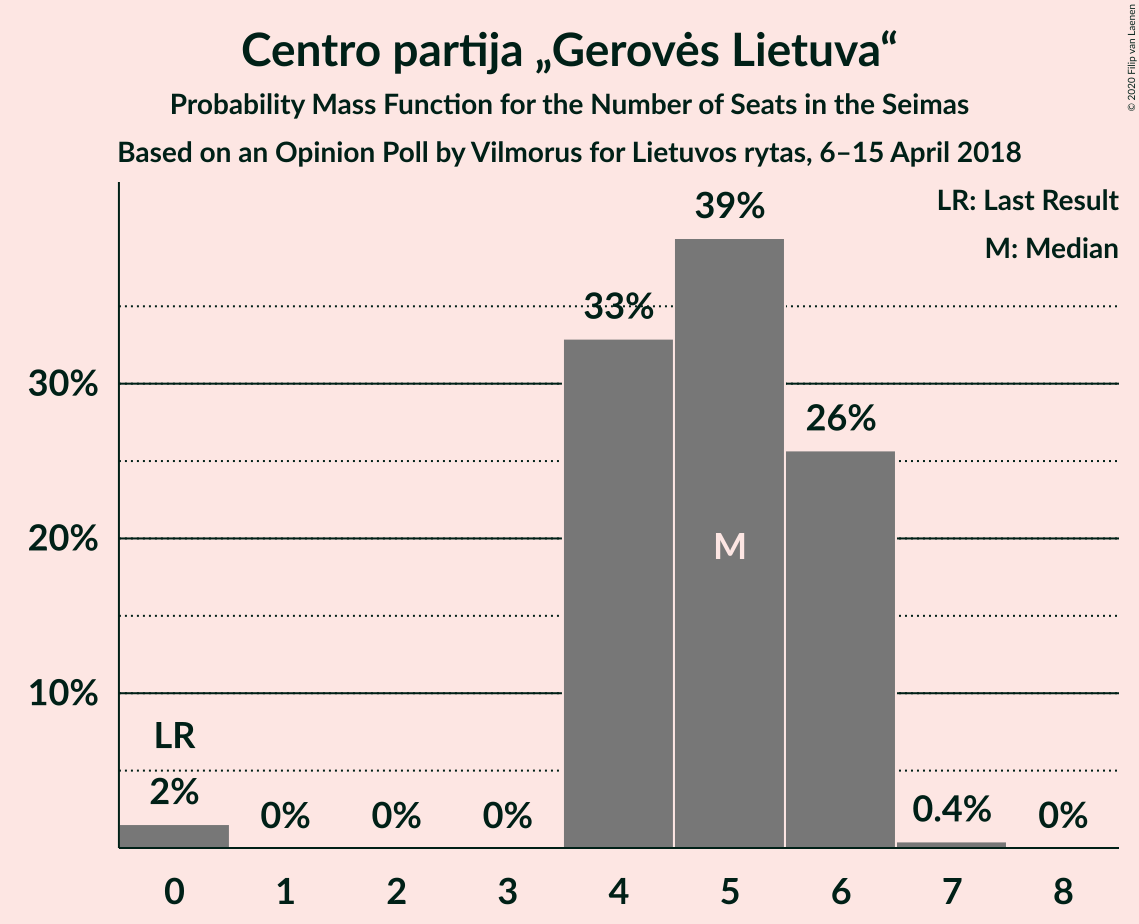 Centro partija „Gerovės Lietuva“
Probability Mass Function for the Number of Seats in the Seimas
Based on an Opinion Poll by Vilmorus for Lietuvos rytas, 6–15 April 2018
© 2020 Filip van Laenen
LR: Last Result
M: Median
39%
33%
30%
26%
20%
M
10%
LR
2%
0%
0%
0%
0.4%
0%
0 1 2 3 4 5 6 7 8